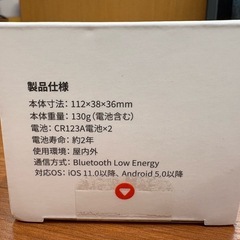 製品仕様
本体寸法：112×38×36mm
本体重量：130g（電池含む）
電池：CR123A電池×2
電池寿命：約2年
使用環境：屋内外
通信方式：Bluetooth Low Energy
対応OS：iOS 11.0以降、Android 5.0以降